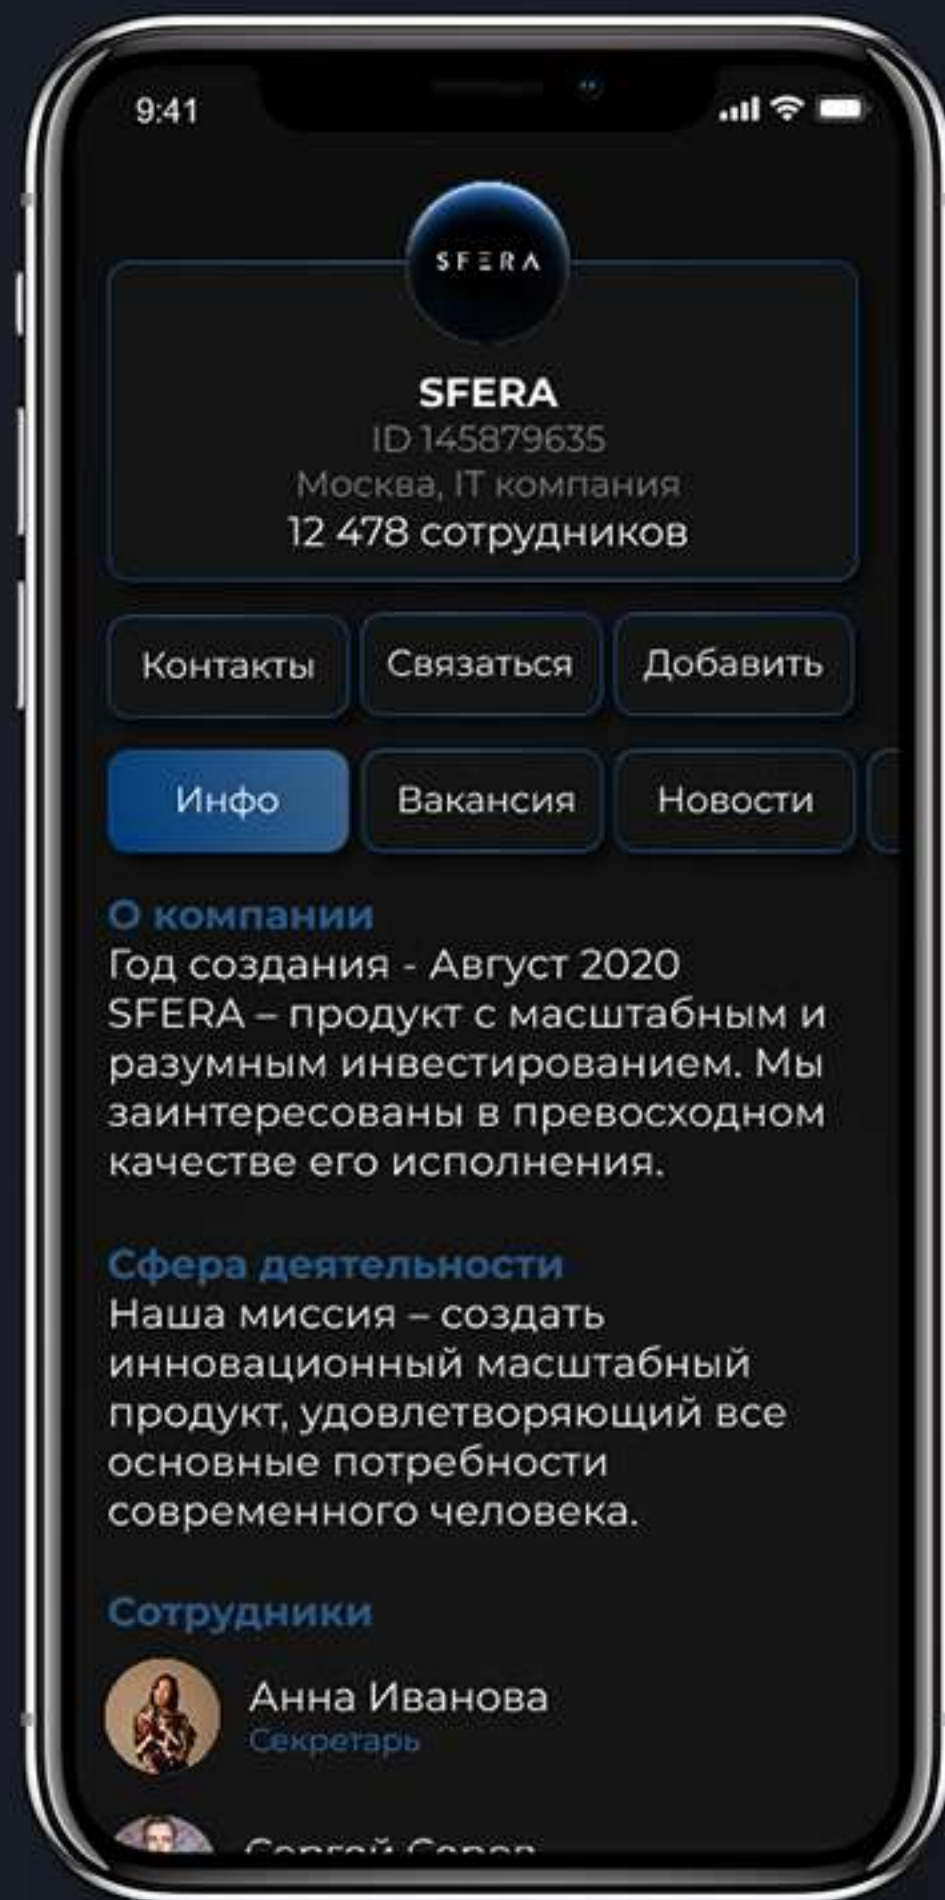 9:41
SFERA
SFERA
ID 145879635
Москва, IT компания
12 478 сотрудников
Контакты Связаться Добавить
Инфо Вакансия Новости
О компании
Год создания - Август 2020
SFERA – продукт с масштабным и
разумным инвестированием. Мы
заинтересованы в превосходном
качестве его исполнения.
Сфера деятельности
Наша миссия – создать
инновационный масштабный
продукт, удовлетворяющий все
основные потребности
современного человека.
Сотрудники
Анна Иванова
Секретарь